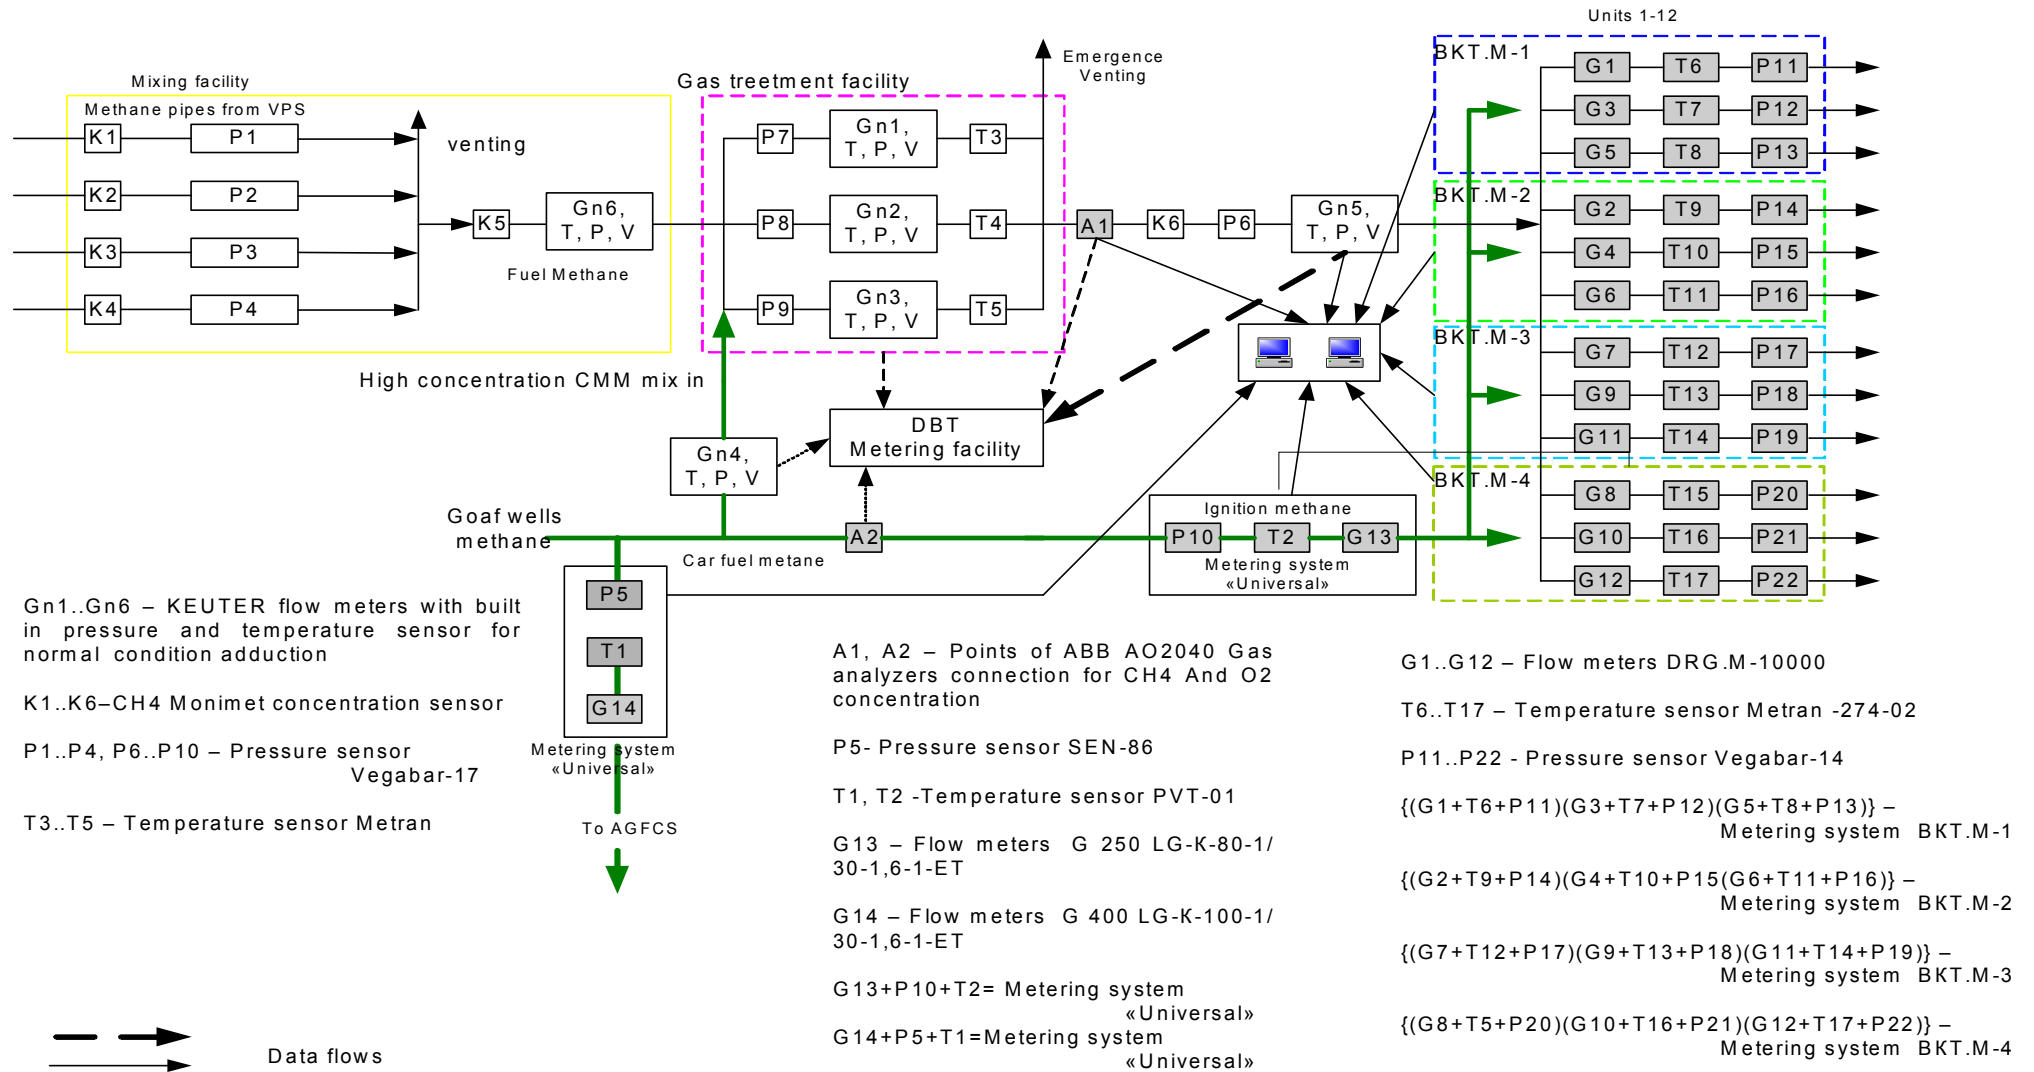 Units 1-12
Mixing facility
Methane pipes from VPS
K1 P1
K2 P2
K3 P3
K4 P4
venting
K5
Gn6,
T, P, V
Fuel Methane
Gas treetment facility
P7
Gn1,
T, P, V
T3
P8
Gn2,
T, P, V
T4
P9
Gn3,
T, P, V
T5
Emergence
Venting
A1
K6
P6
Gn5,
T, P, V
High concentration CMM mix in
DBT
Metering facility
Gn4,
T, P, V
Goaf wells
methane
Car fuel metane
A2
Ignition methane
P10 T2 G13
Metering system
«Universal»
P5
T1
G14
Metering system
«Universal»
To AGFCS
BKT.M-1
G1 T6 P11
G3 T7 P12
G5 T8 P13
BKT.M-2
G2 T9 P14
G4 T10 P15
G6 T11 P16
BKT.M-3
G7 T12 P17
G9 T13 P18
G11 T14 P19
BKT.M-4
G8 T15 P20
G10 T16 P21
G12 T17 P22
Gn1..Gn6 – KEUTER flow meters with built
in pressure and temperature sensor for
normal condition adduction
K1..K6–CH4 Monimet concentration sensor
P1..P4, P6..P10 – Pressure sensor
Vegabar-17
T3..T5 – Temperature sensor Metran
Data flows
A1, A2 – Points of ABB AO2040 Gas
analyzers connection for CH4 And O2
concentration
P5- Pressure sensor SEN-86
T1, T2 -Temperature sensor PVT-01
G13 – Flow meters G 250 LG-K-80-1/
30-1,6-1-ET
G14 – Flow meters G 400 LG-K-100-1/
30-1,6-1-ET
G13+P10+T2= Metering system
«Universal»
G14+P5+T1=Metering system
«Universal»
G1..G12 – Flow meters DRG.M-10000
T6..T17 – Temperature sensor Metran -274-02
P11..P22 - Pressure sensor Vegabar-14
{(G1+T6+P11)(G3+T7+P12)(G5+T8+P13)} –
Metering system BKT.M-1
{(G2+T9+P14)(G4+T10+P15(G6+T11+P16)} –
Metering system BKT.M-2
{(G7+T12+P17)(G9+T13+P18)(G11+T14+P19)} –
Metering system BKT.M-3
{(G8+T5+P20)(G10+T16+P21)(G12+T17+P22)} –
Metering system BKT.M-4